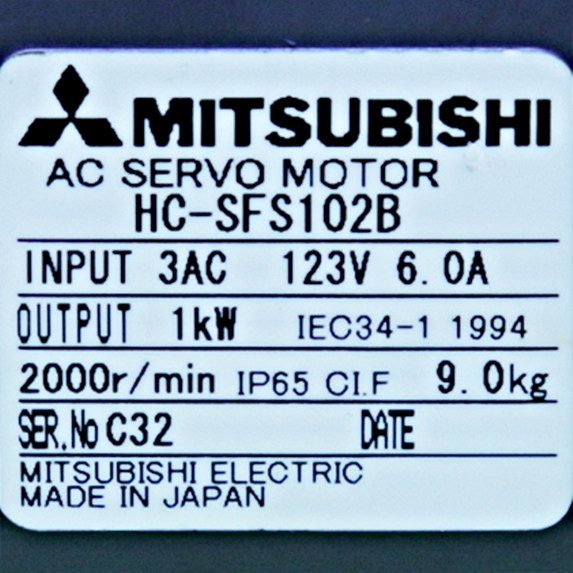 MITSUBISHI
AC SERVO MOTOR
HC-SFS102B
INPUT 3AC 123V 6.0A
OUTPUT 1kW IEC34-1 1994
2000r/min IP65 CI.F 9.0kg
SER.No C32 DATE
MITSUBISHI ELECTRIC
MADE IN JAPAN